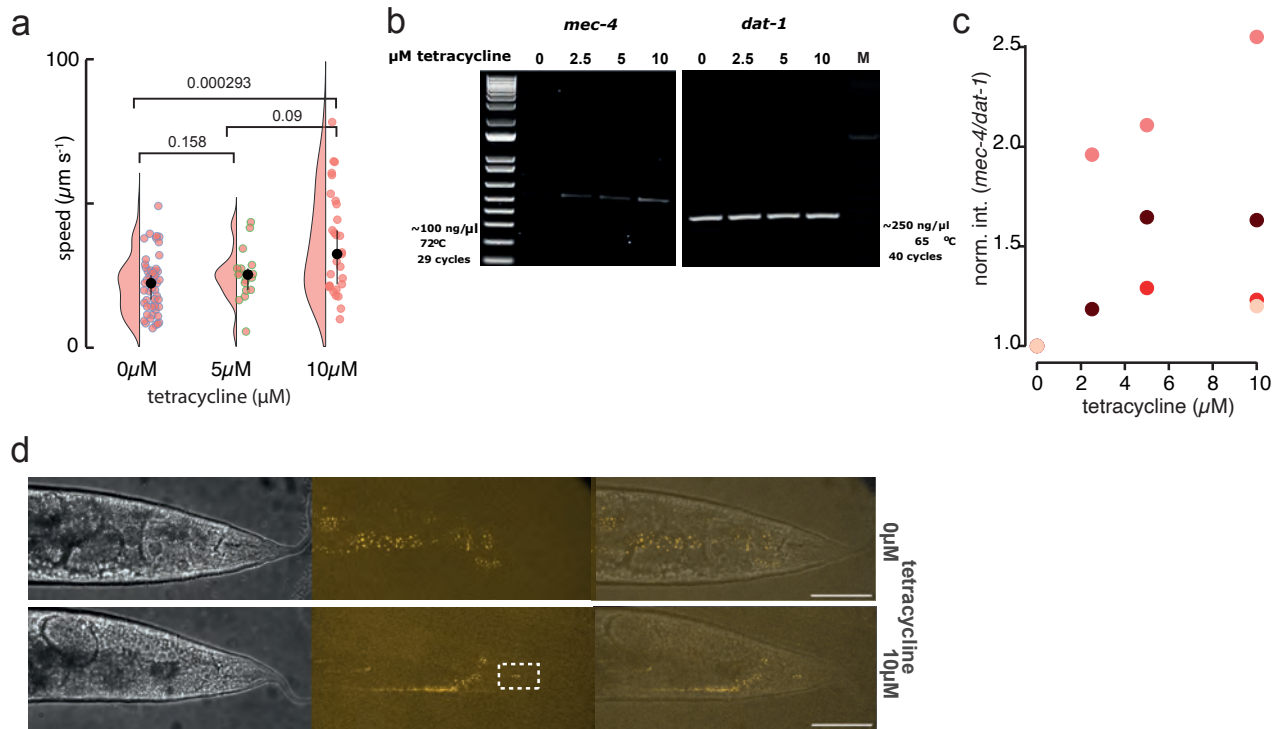 a
100
0
speed (µm s⁻¹)
0.000293
0.09
0.158
0µM
5µM
10µM
tetracycline (µM)
b
mec-4
dat-1
µM tetracycline
0
2.5
5
10
0
2.5
5
10
M
~100 ng/µl
72ºC
29 cycles
~250 ng/µl
65 ºC
40 cycles
c
2.5
2.0
1.5
1.0
norm. int. (mec-4/dat-1)
0
2
4
6
8
10
tetracycline (µM)
d
0µM
10µM
tetracycline